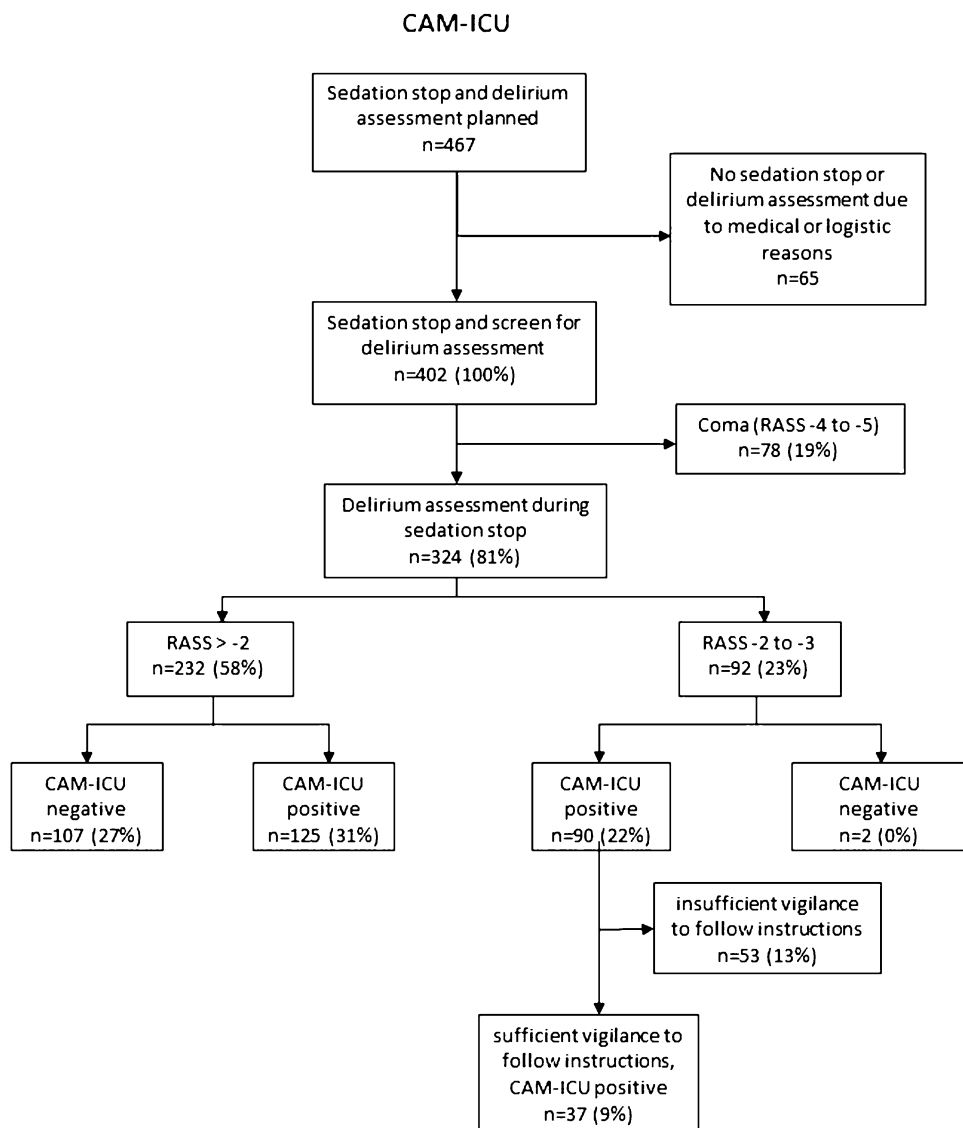 CAM-ICU
Sedation stop and delirium
assessment planned
n=467
No sedation stop or
delirium assessment due
to medical or logistic
reasons
n=65
Sedation stop and screen for
delirium assessment
n=402 (100%)
Coma (RASS -4 to -5)
n=78 (19%)
Delirium assessment during
sedation stop
n=324 (81%)
RASS > -2
n=232 (58%)
RASS -2 to -3
n=92 (23%)
CAM-ICU
negative
n=107 (27%)
CAM-ICU
positive
n=125 (31%)
CAM-ICU
positive
n=90 (22%)
CAM-ICU
negative
n=2 (0%)
insufficient vigilance
to follow instructions
n=53 (13%)
sufficient vigilance to
follow instructions,
CAM-ICU positive
n=37 (9%)